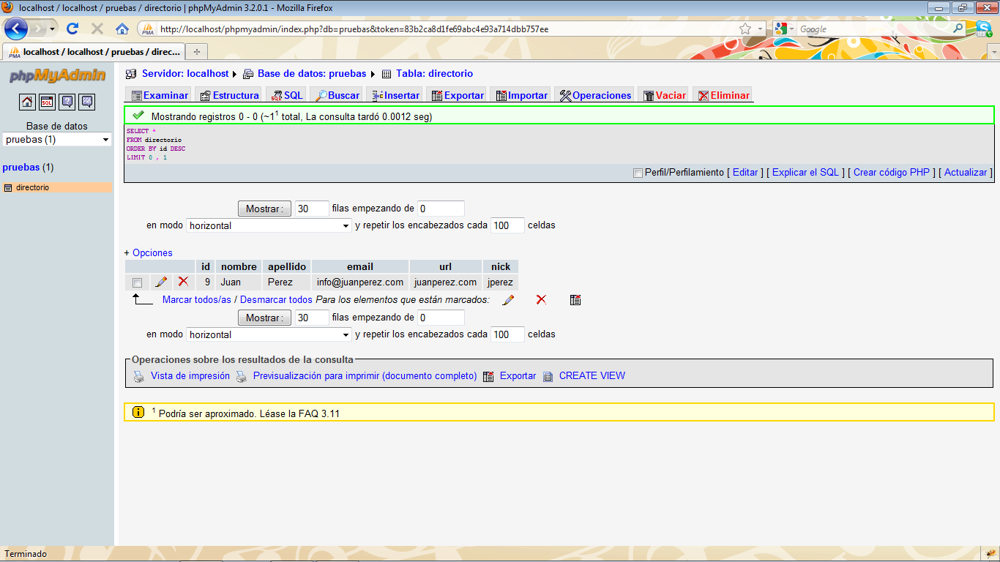 localhost / localhost / pruebas / directorio | phpMyAdmin 3.2.0.1 - Mozilla Firefox
http://localhost/phpmyadmin/index.php?db=pruebas&token=83b2ca8d1fe69abc4e93a714dbb757ee
Google
localhost / localhost / pruebas / direc...
phpMyAdmin
SQL
Base de datos
pruebas (1)
pruebas (1)
directorio
Servidor: localhost Base de datos: pruebas Tabla: directorio
Examinar Estructura SQL Buscar Insertar Exportar Importar Operaciones Vaciar Eliminar
Mostrando registros 0 - 0 (~1¹ total, La consulta tardó 0.0012 seg)
SELECT *
FROM directorio
ORDER BY id DESC
LIMIT 0 , 1
Perfil/Perfilamiento [ Editar ] [ Explicar el SQL ] [ Crear código PHP ] [ Actualizar ]
Mostrar : 30 filas empezando de 0
en modo horizontal y repetir los encabezados cada 100 celdas
+ Opciones
id nombre apellido email url nick
9 Juan Perez info@juanperez.com juanperez.com jperez
Marcar todos/as / Desmarcar todos Para los elementos que están marcados:
Mostrar : 30 filas empezando de 0
en modo horizontal y repetir los encabezados cada 100 celdas
Operaciones sobre los resultados de la consulta
Vista de impresión Previsualización para imprimir (documento completo) Exportar CREATE VIEW
¹ Podría ser aproximado. Léase la FAQ 3.11
Terminado